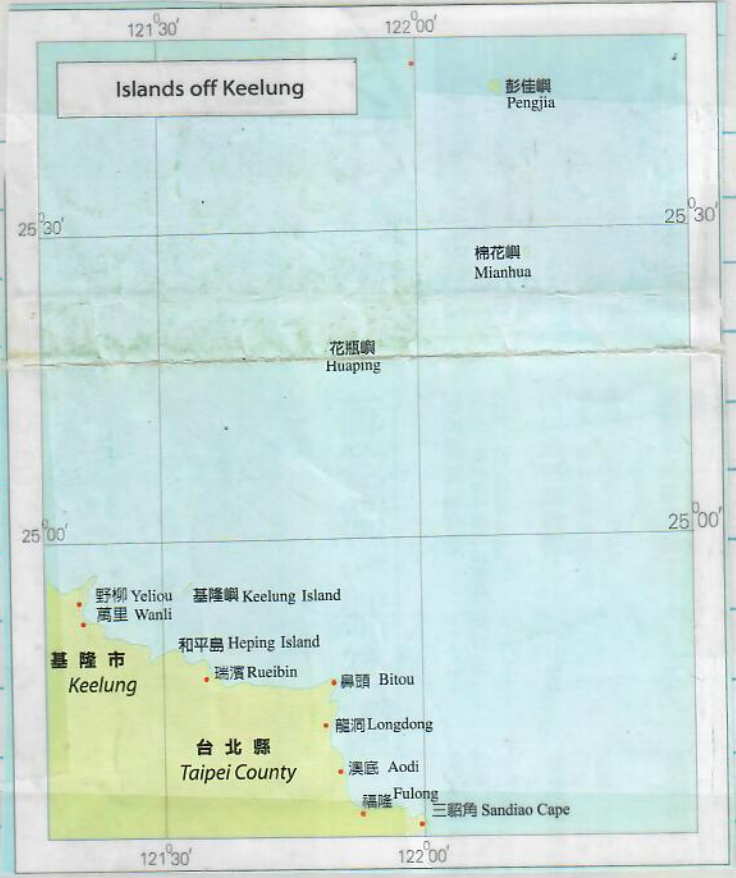 121°30′ 122°00′
Islands off Keelung
彭佳嶼
Pengjia
25°30′ 25°30′
棉花嶼
Mianhua
花瓶嶼
Huaping
25°00′ 25°00′
野柳 Yeliou 基隆嶼 Keelung Island
萬里 Wanli
和平島 Heping Island
基隆市
Keelung
瑞濱 Rueibin
鼻頭 Bitou
龍洞 Longdong
台北縣
Taipei County
澳底 Aodi
福隆 Fulong
三貂角 Sandiao Cape
121°30′ 122°00′